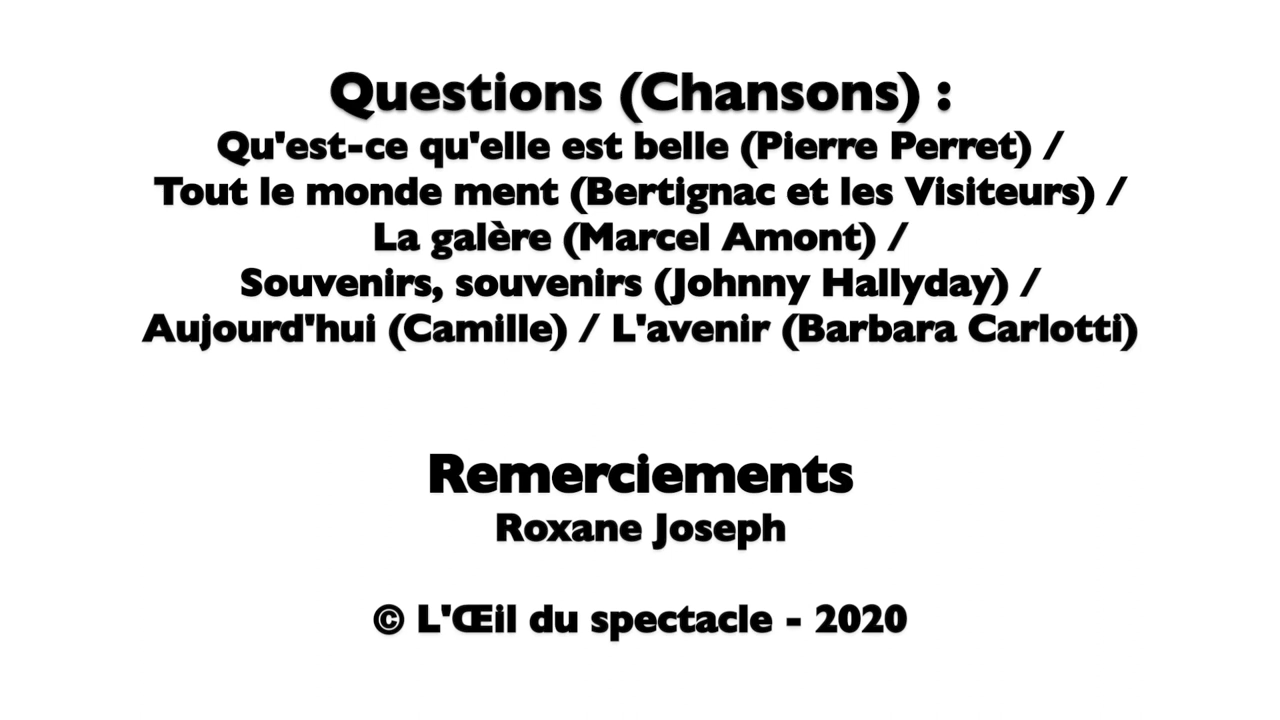 Questions (Chansons) :
Qu'est-ce qu'elle est belle (Pierre Perret) /
Tout le monde ment (Bertignac et les Visiteurs) /
La galère (Marcel Amont) /
Souvenirs, souvenirs (Johnny Hallyday) /
Aujourd'hui (Camille) / L'avenir (Barbara Carlotti)
Remerciements
Roxane Joseph
© L'Œil du spectacle - 2020